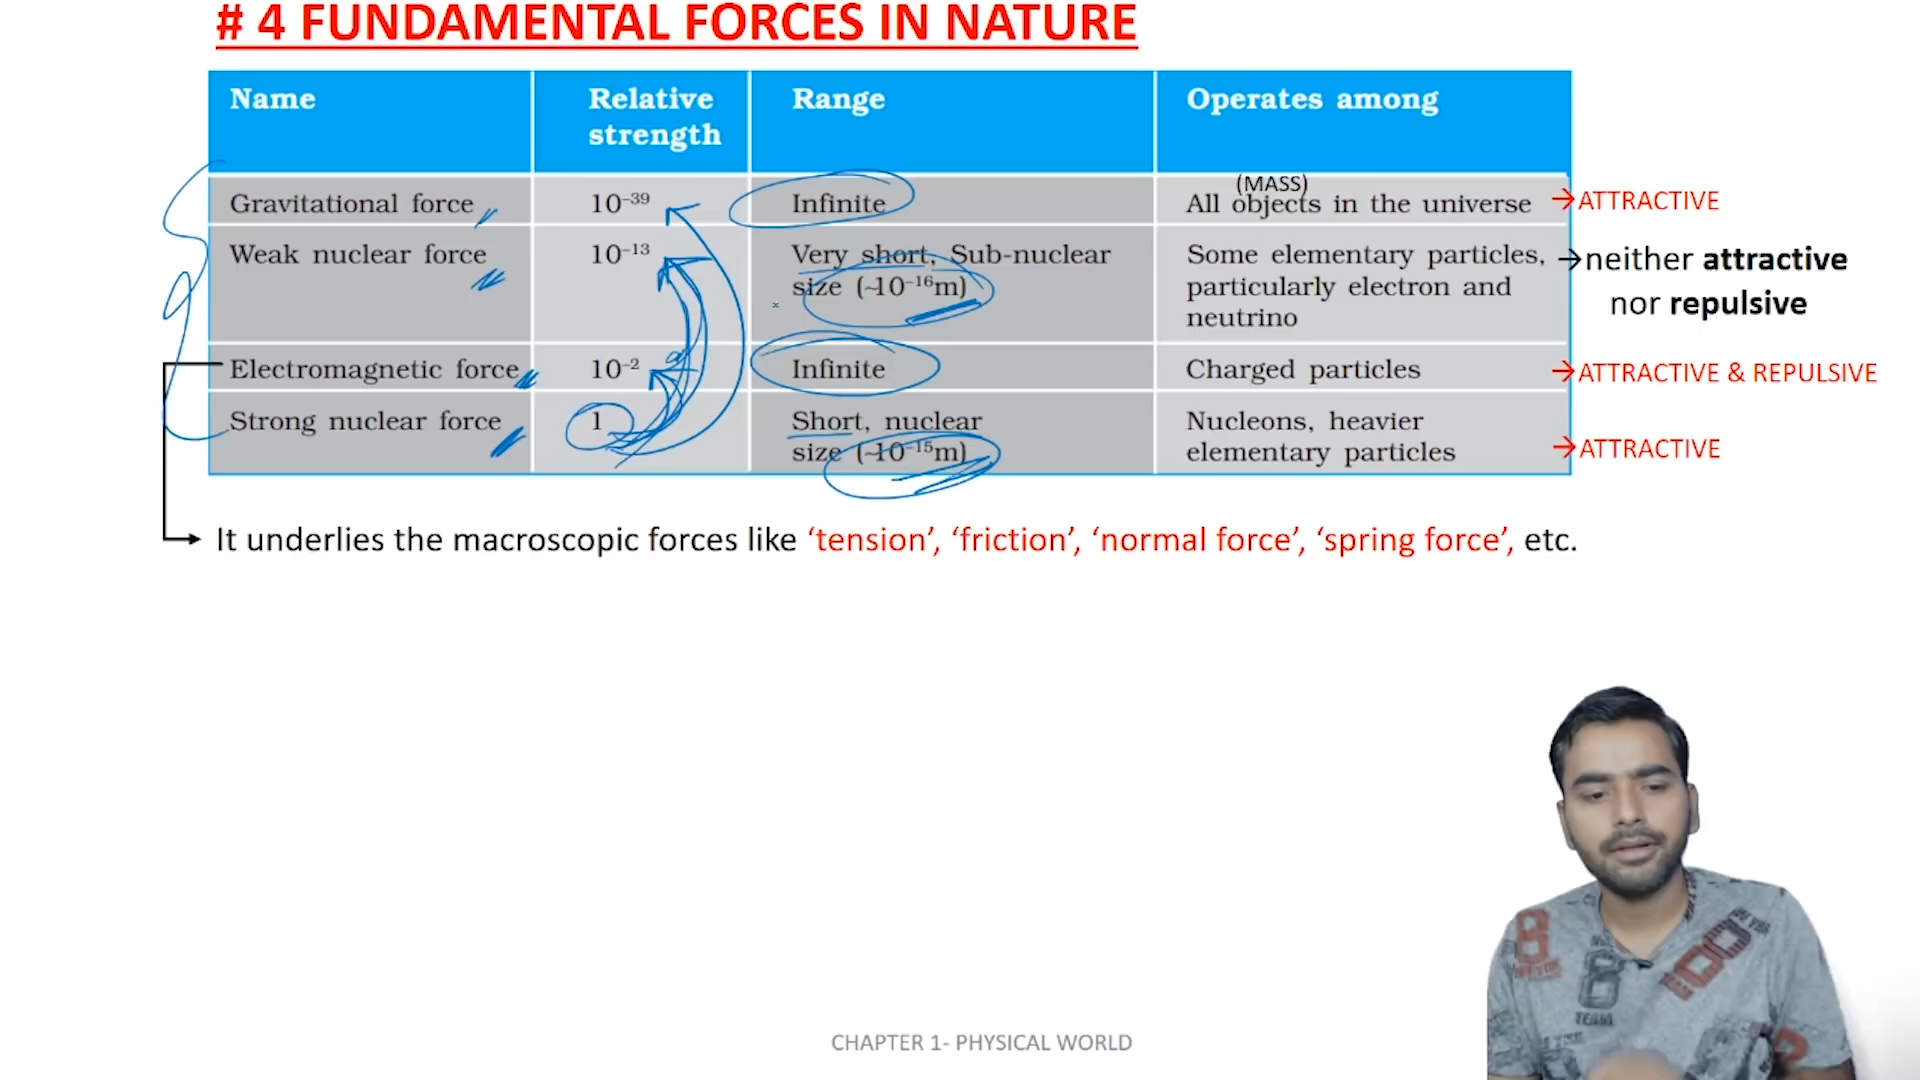 # 4 FUNDAMENTAL FORCES IN NATURE
Name Relative strength Range Operates among
Gravitational force 10⁻³⁹ Infinite (MASS) All objects in the universe →ATTRACTIVE
Weak nuclear force 10⁻¹³ Very short, Sub-nuclear size (~10⁻¹⁶m) Some elementary particles, particularly electron and neutrino →neither attractive nor repulsive
Electromagnetic force 10⁻² Infinite Charged particles →ATTRACTIVE & REPULSIVE
Strong nuclear force 1 Short, nuclear size (~10⁻¹⁵m) Nucleons, heavier elementary particles →ATTRACTIVE
It underlies the macroscopic forces like ‘tension’, ‘friction’, ‘normal force’, ‘spring force’, etc.
CHAPTER 1- PHYSICAL WORLD